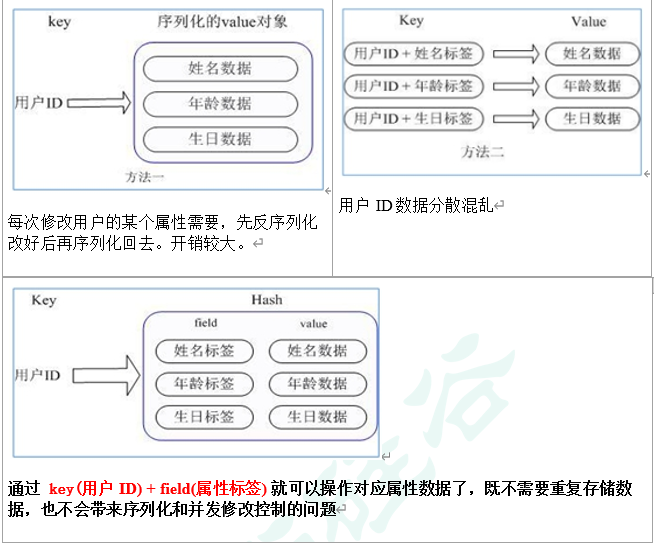 key 序列化的value对象
姓名数据
用户ID
年龄数据
生日数据
方法一
每次修改用户的某个属性需要，先反序列化
改好后再序列化回去。开销较大。
Key Value
用户ID + 姓名标签 姓名数据
用户ID + 年龄标签 年龄数据
用户ID + 生日标签 生日数据
方法二
用户 ID 数据分散混乱
Key Hash
field value
姓名标签 姓名数据
用户ID 年龄标签 年龄数据
生日标签 生日数据
通过 key(用户 ID) + field(属性标签) 就可以操作对应属性数据了，既不需要重复存储数
据，也不会带来序列化和并发修改控制的问题